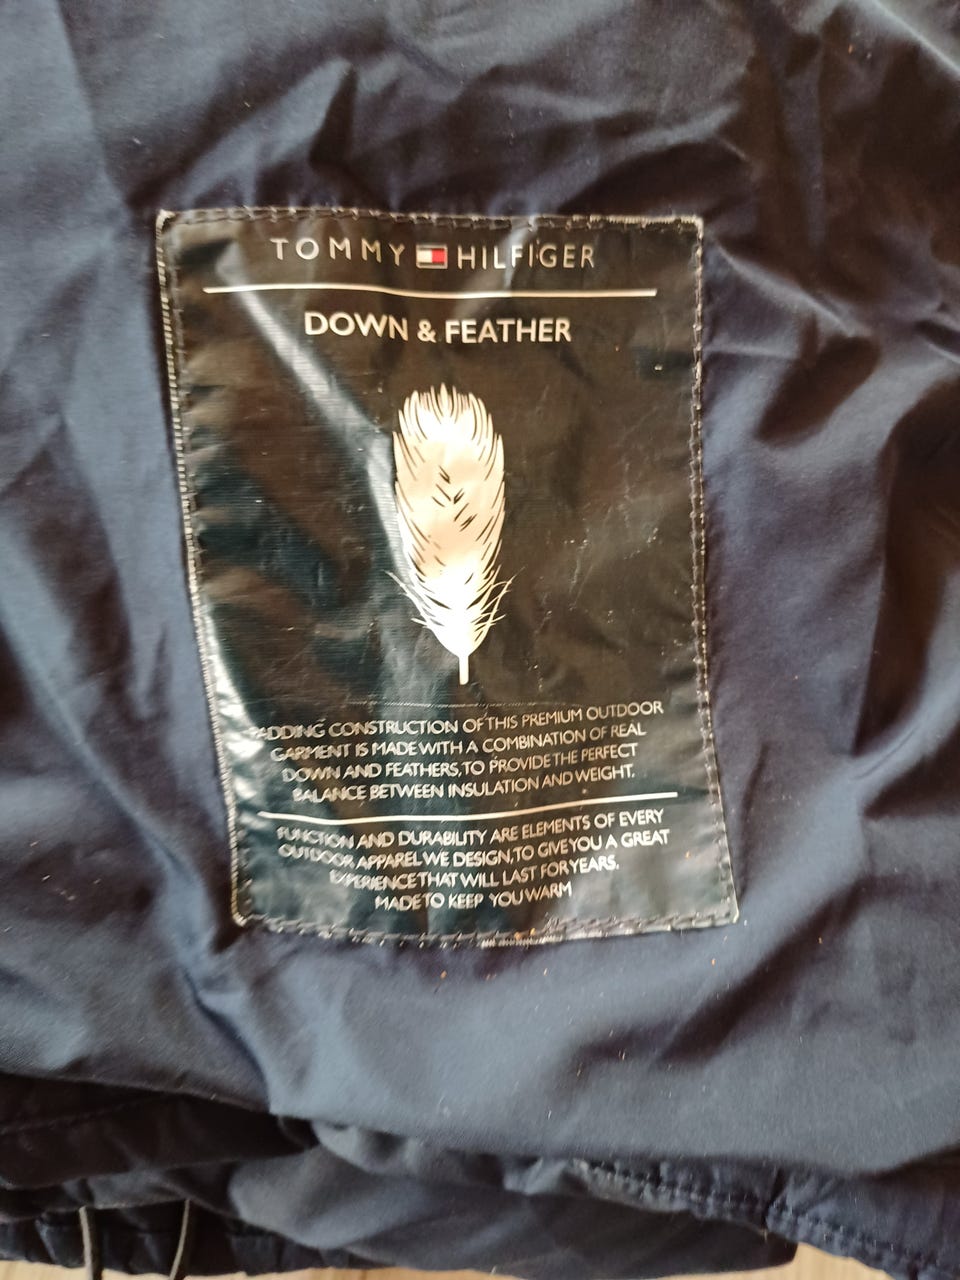 TOMMY HILFIGER
DOWN & FEATHER
PADDING CONSTRUCTION OF THIS PREMIUM OUTDOOR
GARMENT IS MADE WITH A COMBINATION OF REAL
DOWN AND FEATHERS, TO PROVIDE THE PERFECT
BALANCE BETWEEN INSULATION AND WEIGHT.
FUNCTION AND DURABILITY ARE ELEMENTS OF EVERY
OUTDOOR APPAREL WE DESIGN, TO GIVE YOU A GREAT
EXPERIENCE THAT WILL LAST FOR YEARS.
MADE TO KEEP YOU WARM